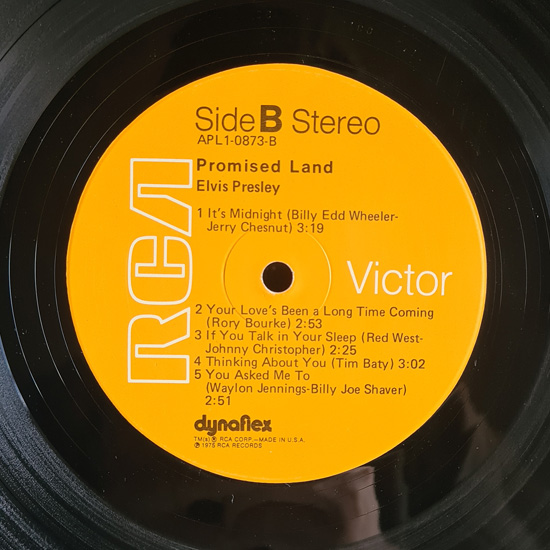 Side B Stereo
APL1-0873-B
Promised Land
Elvis Presley
1 It's Midnight (Billy Edd Wheeler-
Jerry Chesnut) 3:19
RCA
Victor
2 Your Love's Been a Long Time Coming
(Rory Bourke) 2:53
3 If You Talk in Your Sleep (Red West-
Johnny Christopher) 2:25
4 Thinking About You (Tim Baty) 3:02
5 You Asked Me To
(Waylon Jennings-Billy Joe Shaver)
2:51
dynaflex
TM(s) ® RCA CORP.—MADE IN U.S.A.
℗ 1975 RCA RECORDS